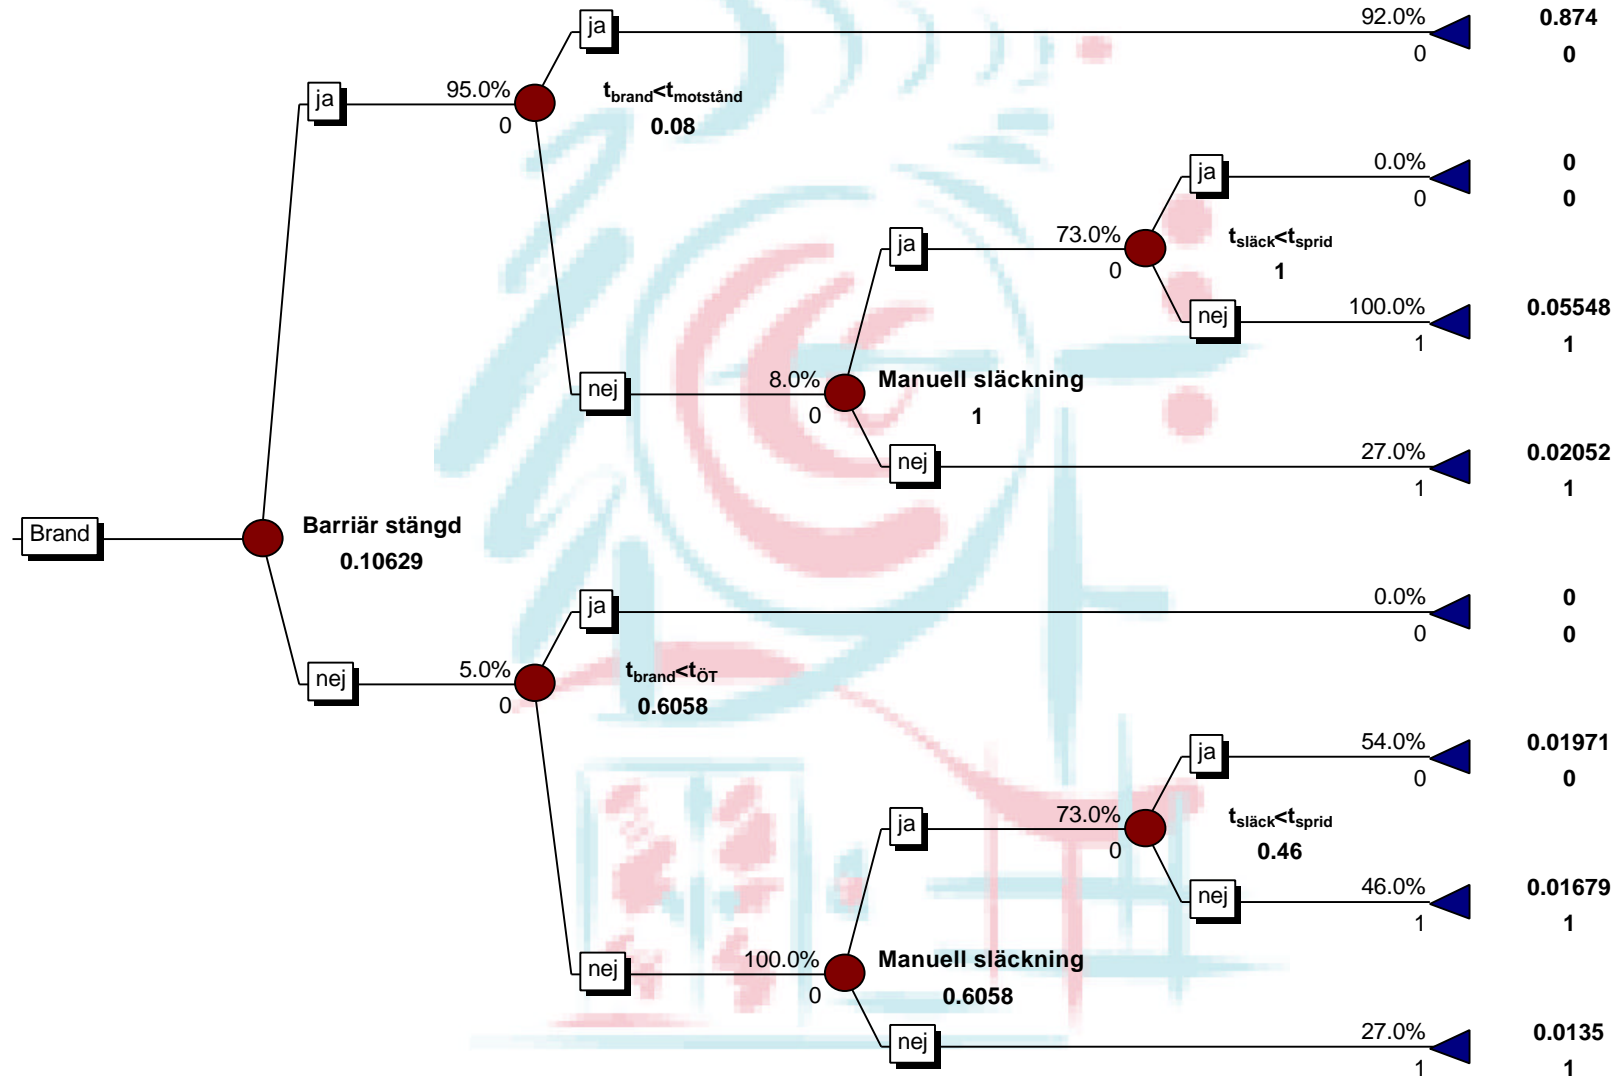 ja 92.0% 0.874
0 0
ja 95.0% tbrand<tmotstånd
0 0.08
ja 0.0% 0
0 0
ja 73.0% tsläck<tsprid
0 1
nej 100.0% 0.05548
1 1
nej 8.0% Manuell släckning
0 1
nej 27.0% 0.02052
1 1
Brand Barriär stängd
0.10629
ja 0.0% 0
0 0
nej 5.0% tbrand<tÖT
0 0.6058
ja 54.0% 0.01971
0 0
ja 73.0% tsläck<tsprid
0 0.46
nej 46.0% 0.01679
1 1
nej 100.0% Manuell släckning
0 0.6058
nej 27.0% 0.0135
1 1